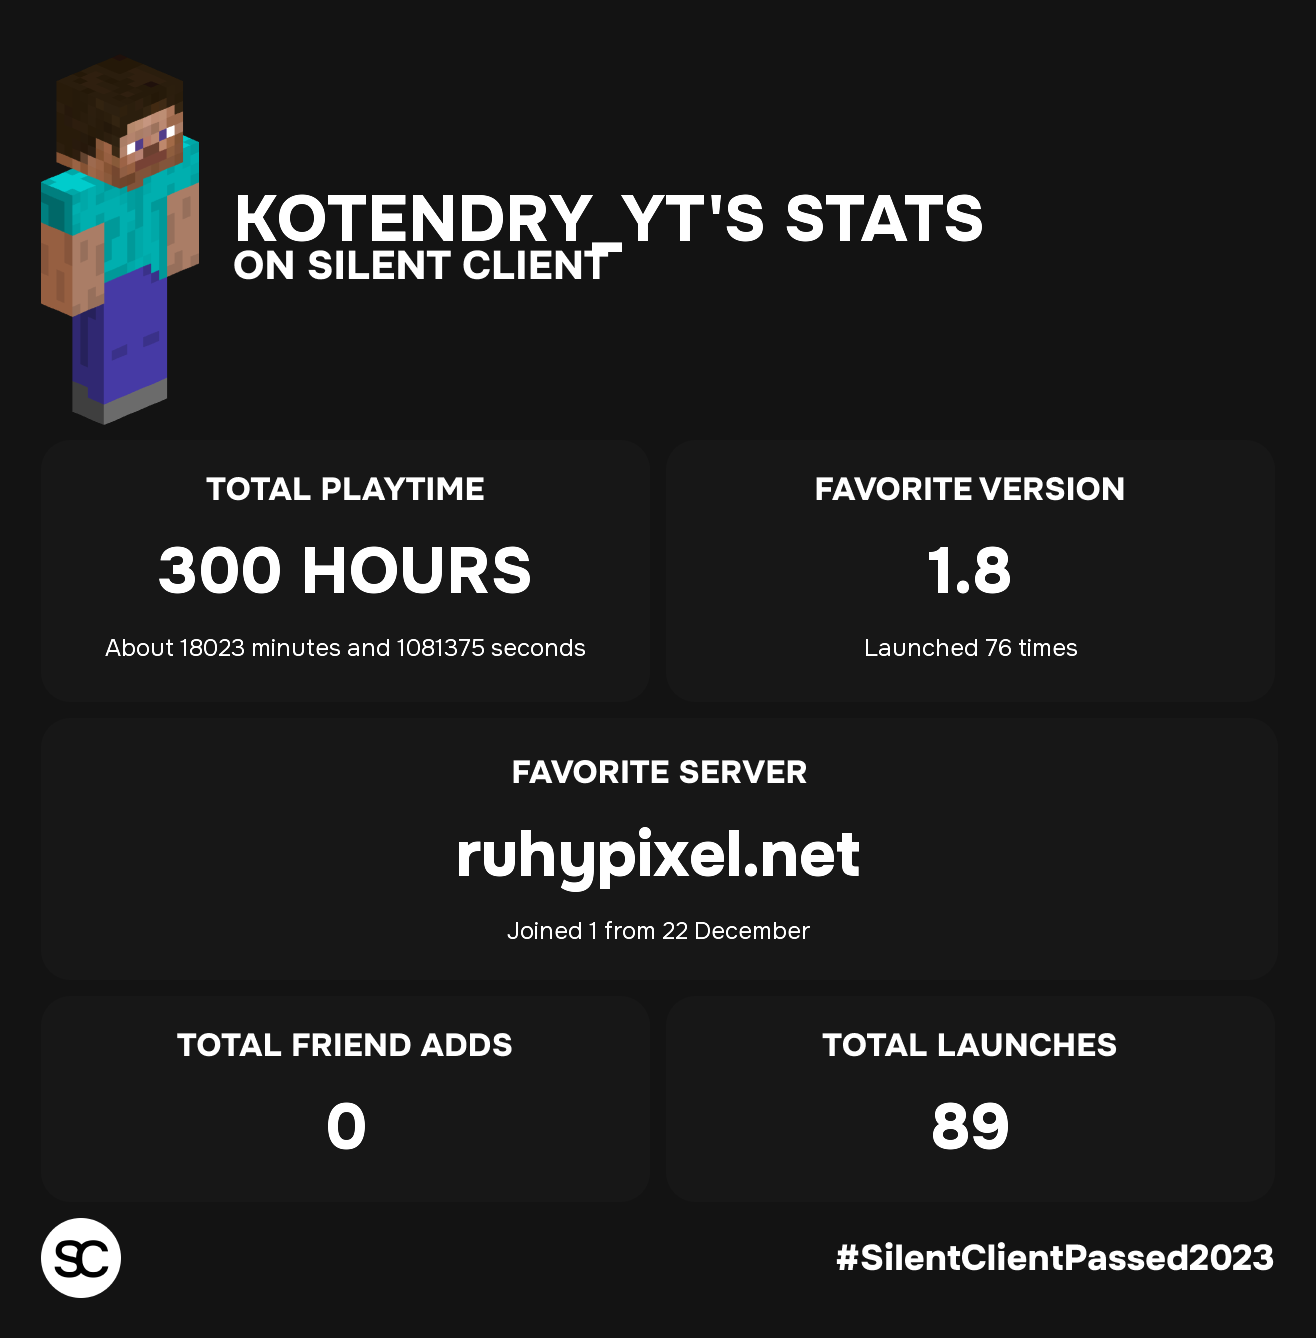 KOTENDRY_YT'S STATS
ON SILENT CLIENT
TOTAL PLAYTIME
300 HOURS
About 18023 minutes and 1081375 seconds
FAVORITE VERSION
1.8
Launched 76 times
FAVORITE SERVER
ruhypixel.net
Joined 1 from 22 December
TOTAL FRIEND ADDS
0
TOTAL LAUNCHES
89
SC
#SilentClientPassed2023